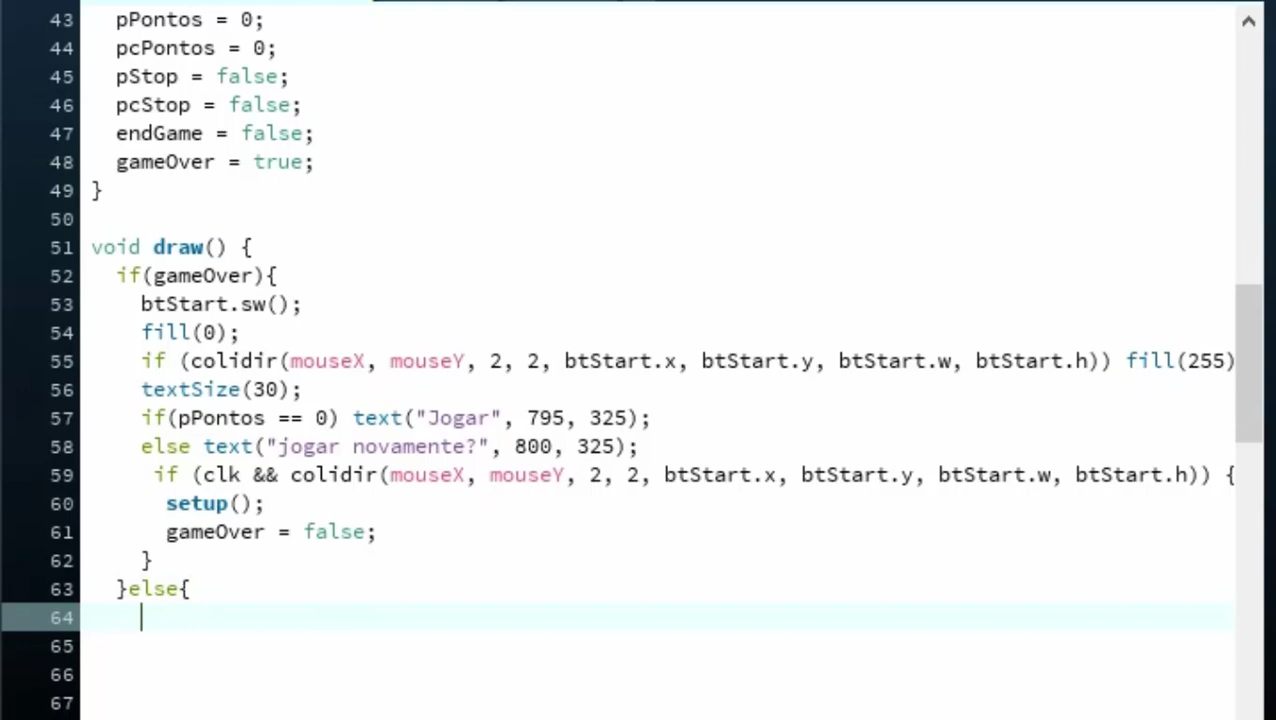 43 pPontos = 0;
44 pcPontos = 0;
45 pStop = false;
46 pcStop = false;
47 endGame = false;
48 gameOver = true;
49 }
50
51 void draw() {
52 if(gameOver){
53 btStart.sw();
54 fill(0);
55 if (colidir(mouseX, mouseY, 2, 2, btStart.x, btStart.y, btStart.w, btStart.h)) fill(255)
56 textSize(30);
57 if(pPontos == 0) text("Jogar", 795, 325);
58 else text("jogar novamente?", 800, 325);
59 if (clk && colidir(mouseX, mouseY, 2, 2, btStart.x, btStart.y, btStart.w, btStart.h)) {
60 setup();
61 gameOver = false;
62 }
63 }else{
64
65
66
67